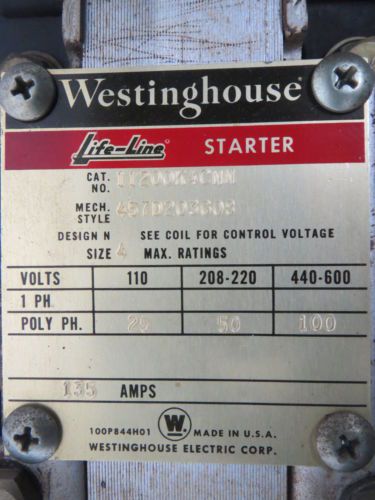 Westinghouse
Life-Line STARTER
CAT. NO. 11200K4CNN
MECH. STYLE
DESIGN N SEE COIL FOR CONTROL VOLTAGE
SIZE 4 MAX. RATINGS
VOLTS 110 208-220 440-600
1 PH.
POLY PH. 25 50 100
135 AMPS
100P844H01 W MADE IN U.S.A.
WESTINGHOUSE ELECTRIC CORP.